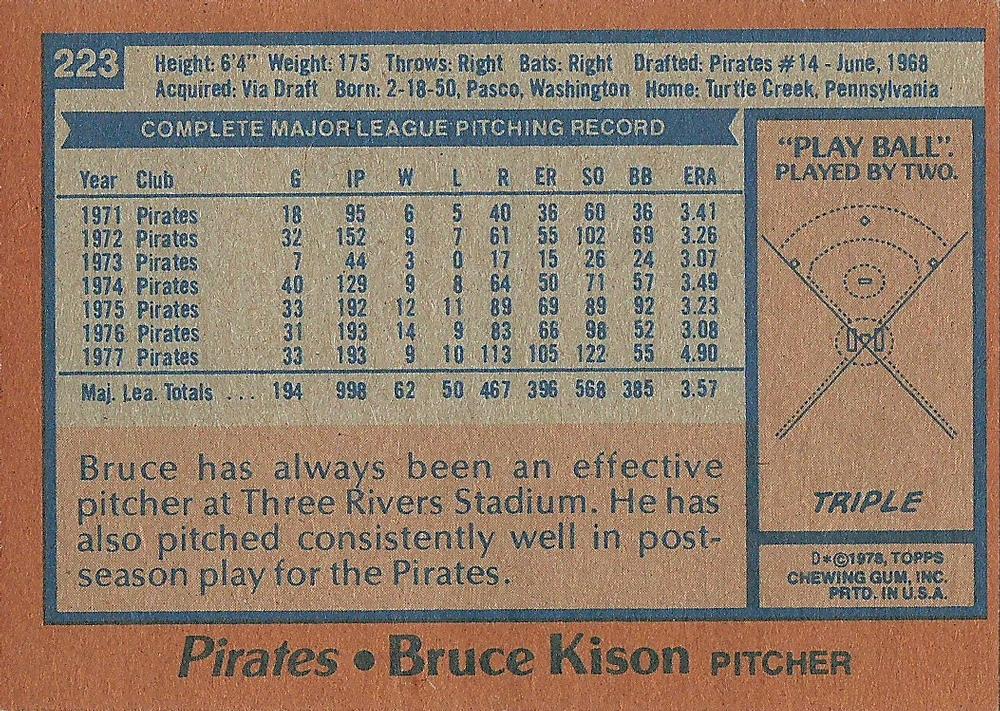 223
Height: 6'4" Weight: 175 Throws: Right Bats: Right Drafted: Pirates #14 - June, 1968
Acquired: Via Draft Born: 2-18-50, Pasco, Washington Home: Turtle Creek, Pennsylvania
COMPLETE MAJOR LEAGUE PITCHING RECORD
Year Club G IP W L R ER SO BB ERA
1971 Pirates 18 95 6 5 40 36 60 36 3.41
1972 Pirates 32 152 9 7 61 55 102 69 3.26
1973 Pirates 7 44 3 0 17 15 26 24 3.07
1974 Pirates 40 129 9 8 64 50 71 57 3.49
1975 Pirates 33 192 12 11 89 69 89 92 3.23
1976 Pirates 31 193 14 9 83 66 98 52 3.08
1977 Pirates 33 193 9 10 113 105 122 55 4.90
Maj. Lea. Totals ... 194 998 62 50 467 396 568 385 3.57
Bruce has always been an effective
pitcher at Three Rivers Stadium. He has
also pitched consistently well in post-
season play for the Pirates.
"PLAY BALL".
PLAYED BY TWO.
TRIPLE
D*©1978, TOPPS
CHEWING GUM, INC.
PRTD. IN U.S.A.
Pirates • Bruce Kison PITCHER